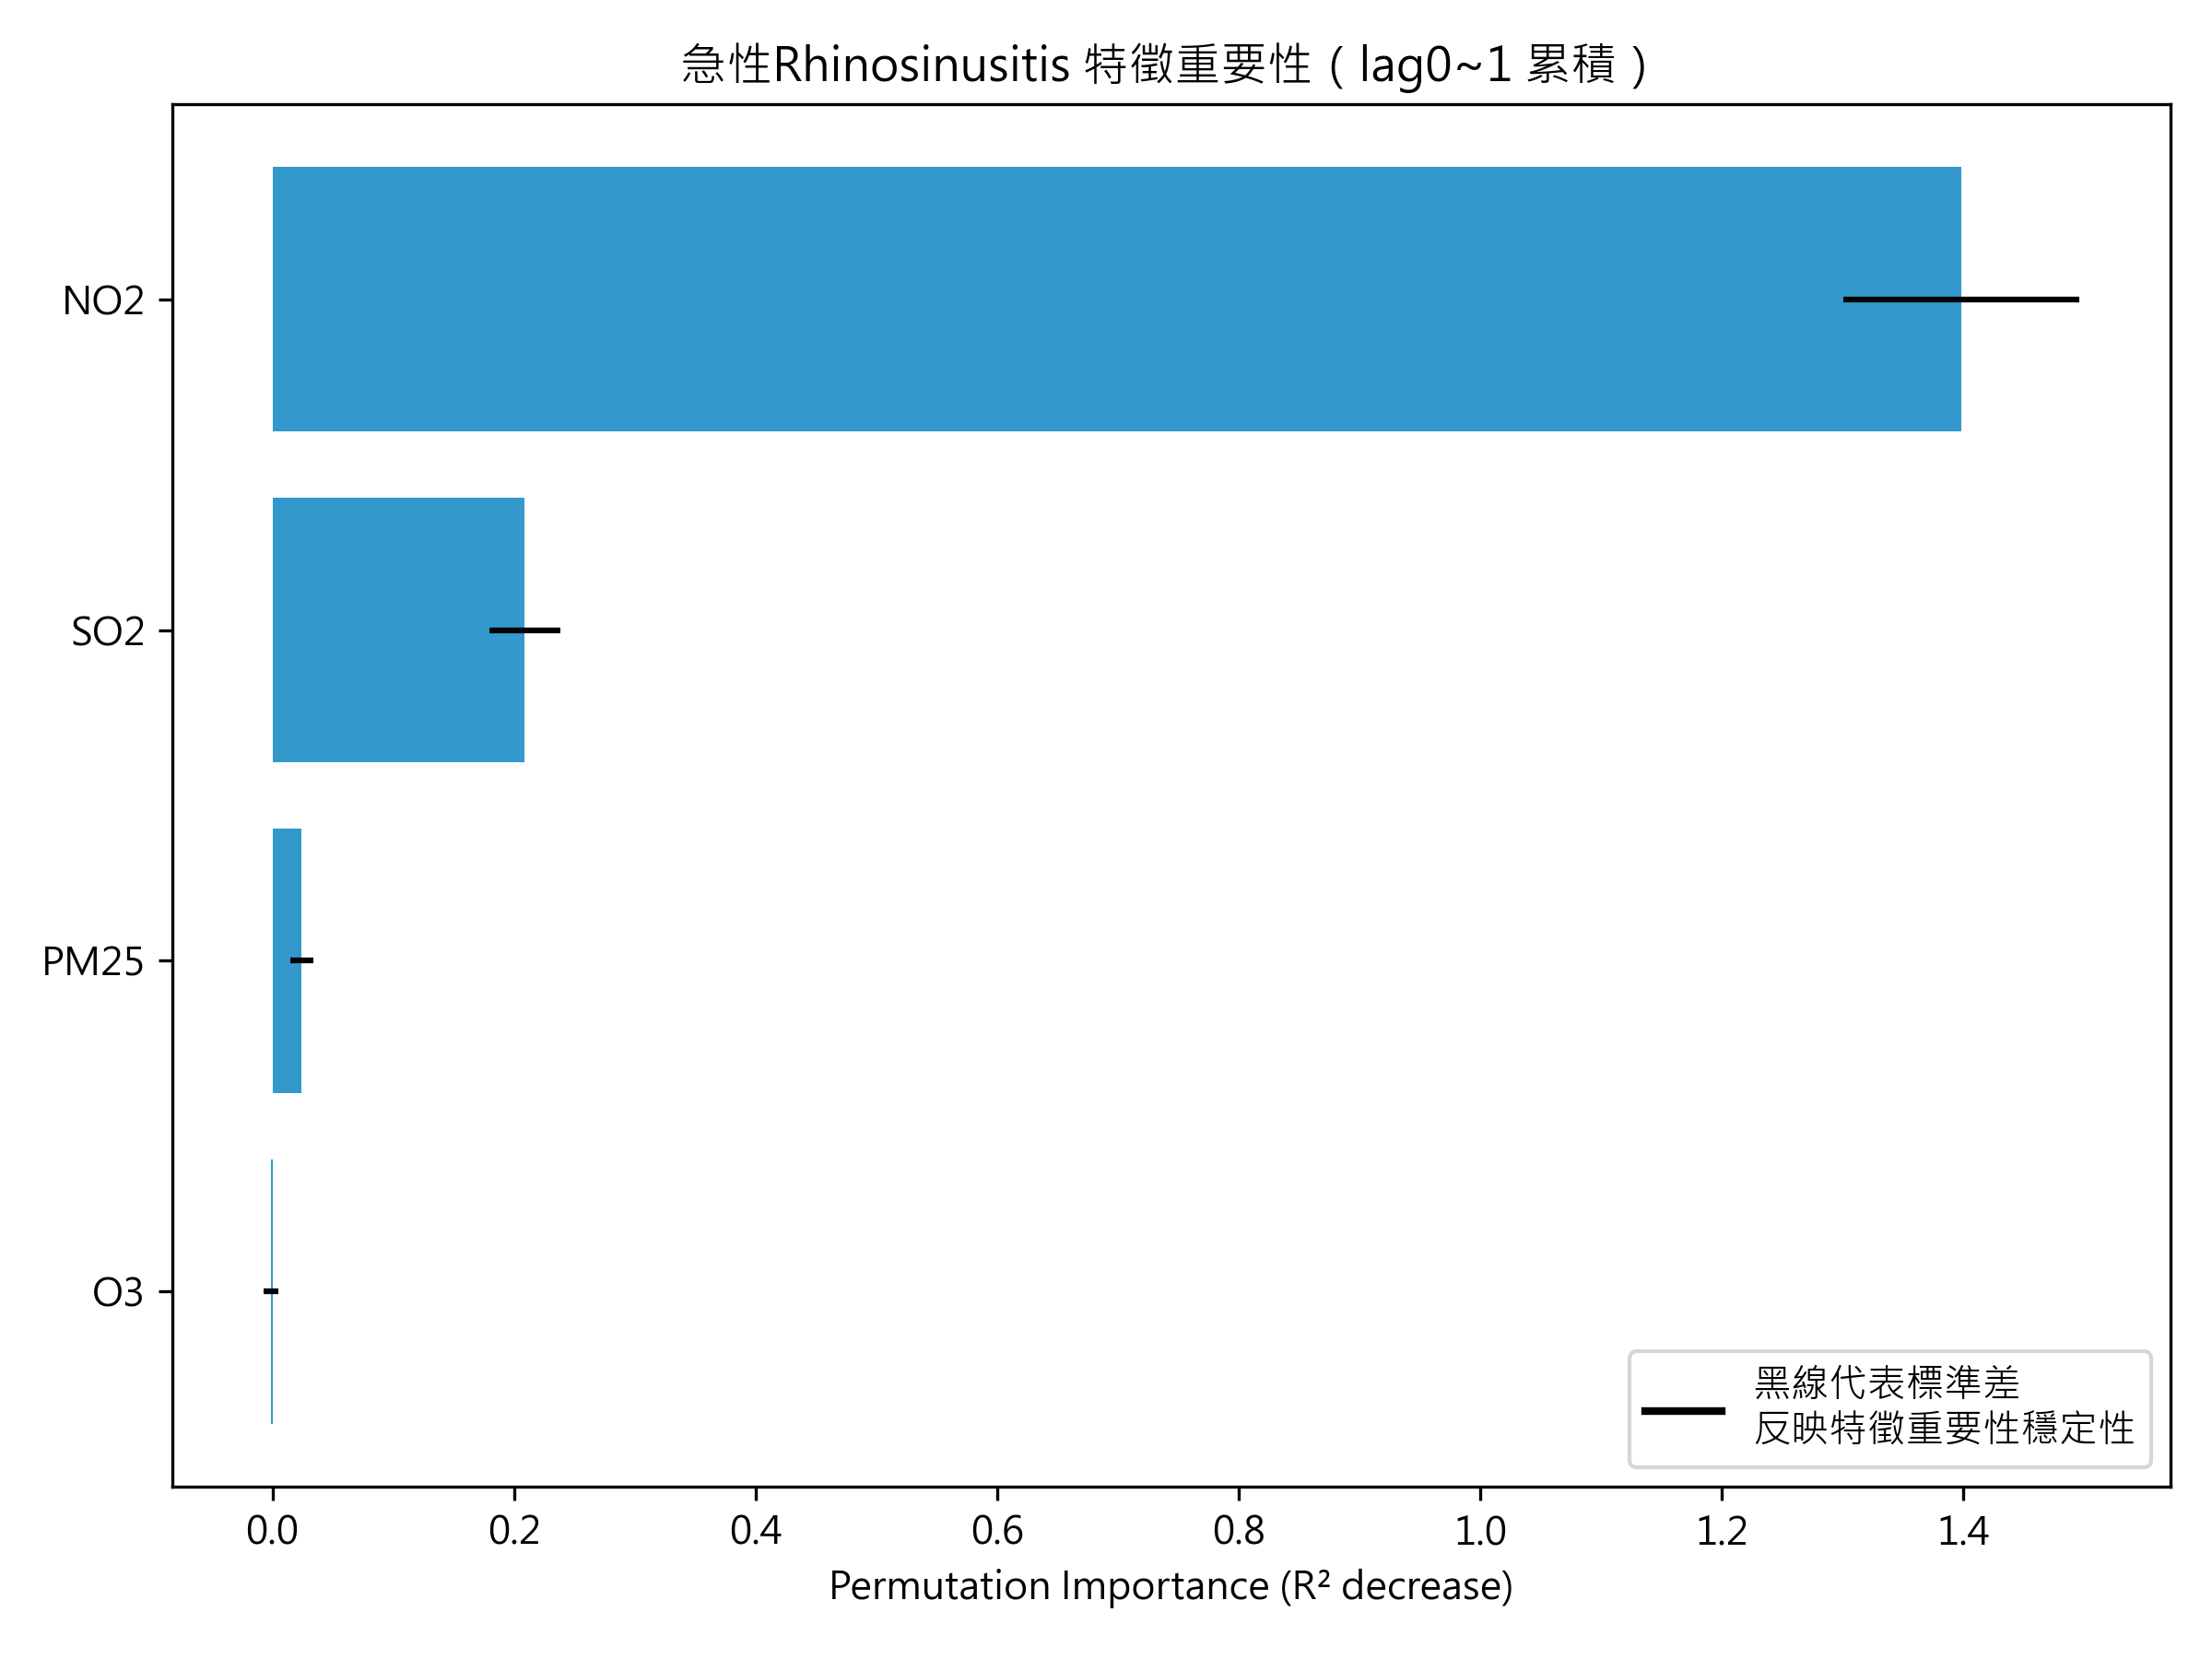 急性Rhinosinusitis 特徵重要性（lag0~1 累積）
NO2
SO2
PM25
O3
黑線代表標準差
反映特徵重要性穩定性
0.0 0.2 0.4 0.6 0.8 1.0 1.2 1.4
Permutation Importance (R² decrease)